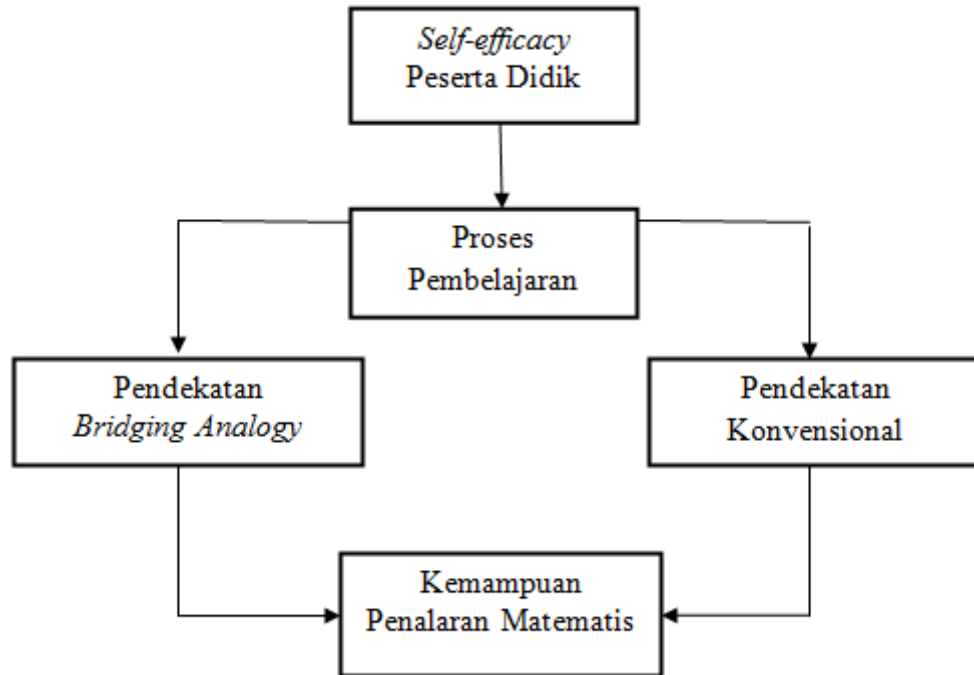 Self-efficacy
Peserta Didik
Proses
Pembelajaran
Pendekatan
Bridging Analogy
Pendekatan
Konvensional
Kemampuan
Penalaran Matematis